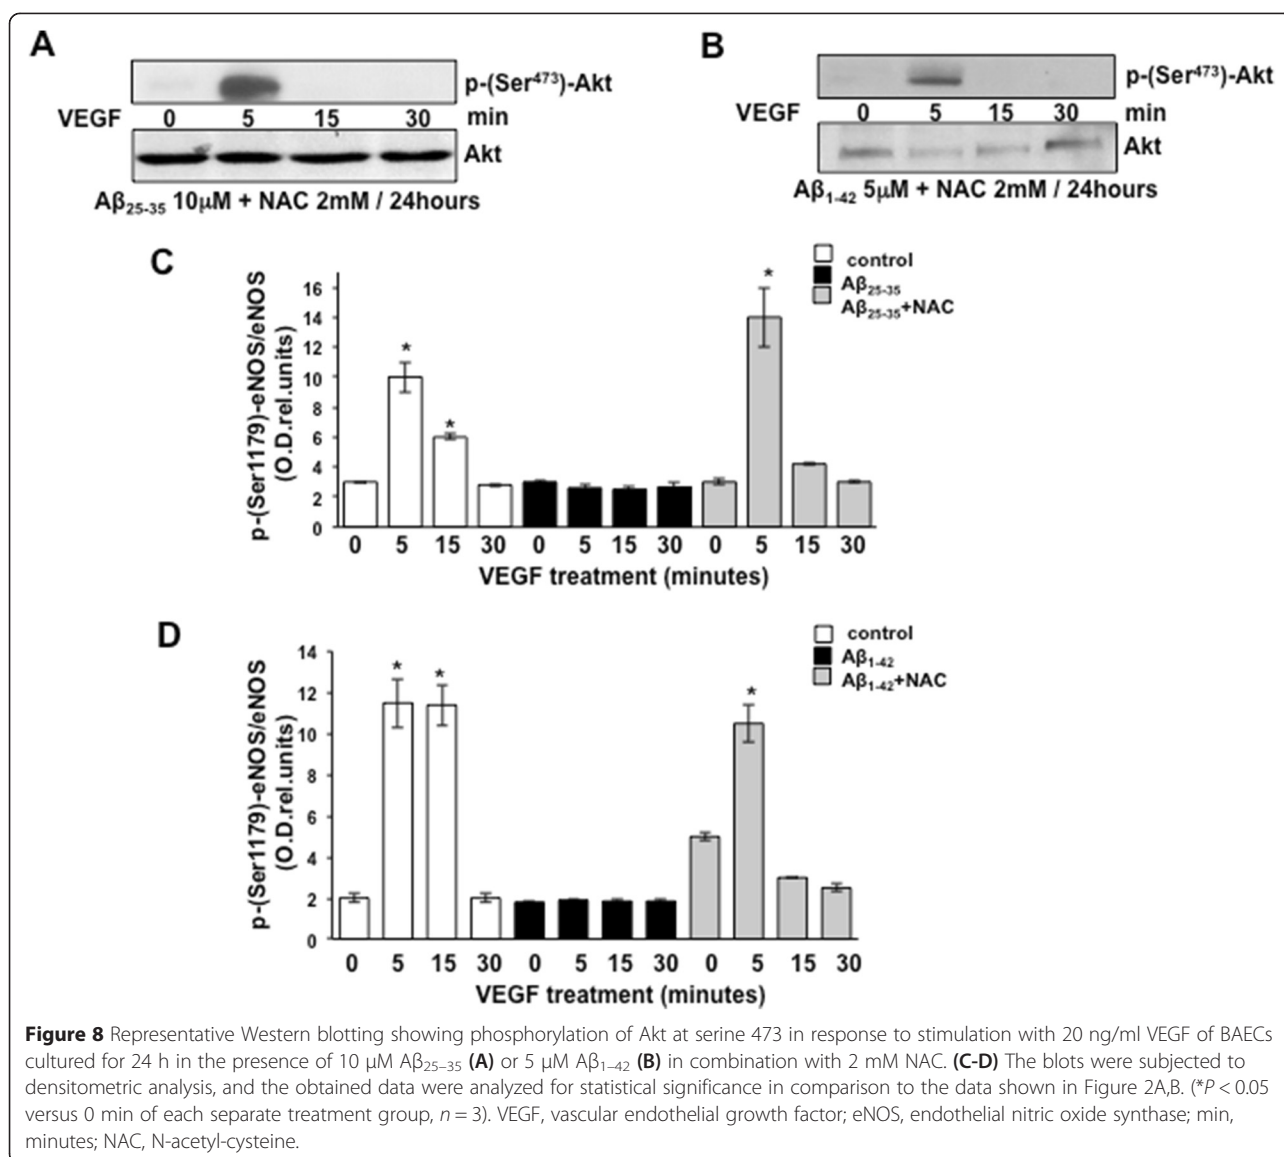 A
p-(Ser⁴⁷³)-Akt
VEGF 0 5 15 30 min
Akt
Aβ₂₅₋₃₅ 10μM + NAC 2mM / 24hours
B
p-(Ser⁴⁷³)-Akt
VEGF 0 5 15 30 min
Akt
Aβ₁₋₄₂ 5μM + NAC 2mM / 24hours
C
p-(Ser1179)-eNOS/eNOS
(O.D.rel.units)
16
14
12
10
8
6
4
2
0
* * *
control
Aβ₂₅₋₃₅
Aβ₂₅₋₃₅+NAC
0 5 15 30 0 5 15 30 0 5 15 30
VEGF treatment (minutes)
D
p-(Ser1179)-eNOS/eNOS
(O.D.rel.units)
14
12
10
8
6
4
2
0
* * *
control
Aβ₁₋₄₂
Aβ₁₋₄₂+NAC
0 5 15 30 0 5 15 30 0 5 15 30
VEGF treatment (minutes)
Figure 8 Representative Western blotting showing phosphorylation of Akt at serine 473 in response to stimulation with 20 ng/ml VEGF of BAECs
cultured for 24 h in the presence of 10 μM Aβ₂₅₋₃₅ (A) or 5 μM Aβ₁₋₄₂ (B) in combination with 2 mM NAC. (C-D) The blots were subjected to
densitometric analysis, and the obtained data were analyzed for statistical significance in comparison to the data shown in Figure 2A,B. (*P < 0.05
versus 0 min of each separate treatment group, n = 3). VEGF, vascular endothelial growth factor; eNOS, endothelial nitric oxide synthase; min,
minutes; NAC, N-acetyl-cysteine.